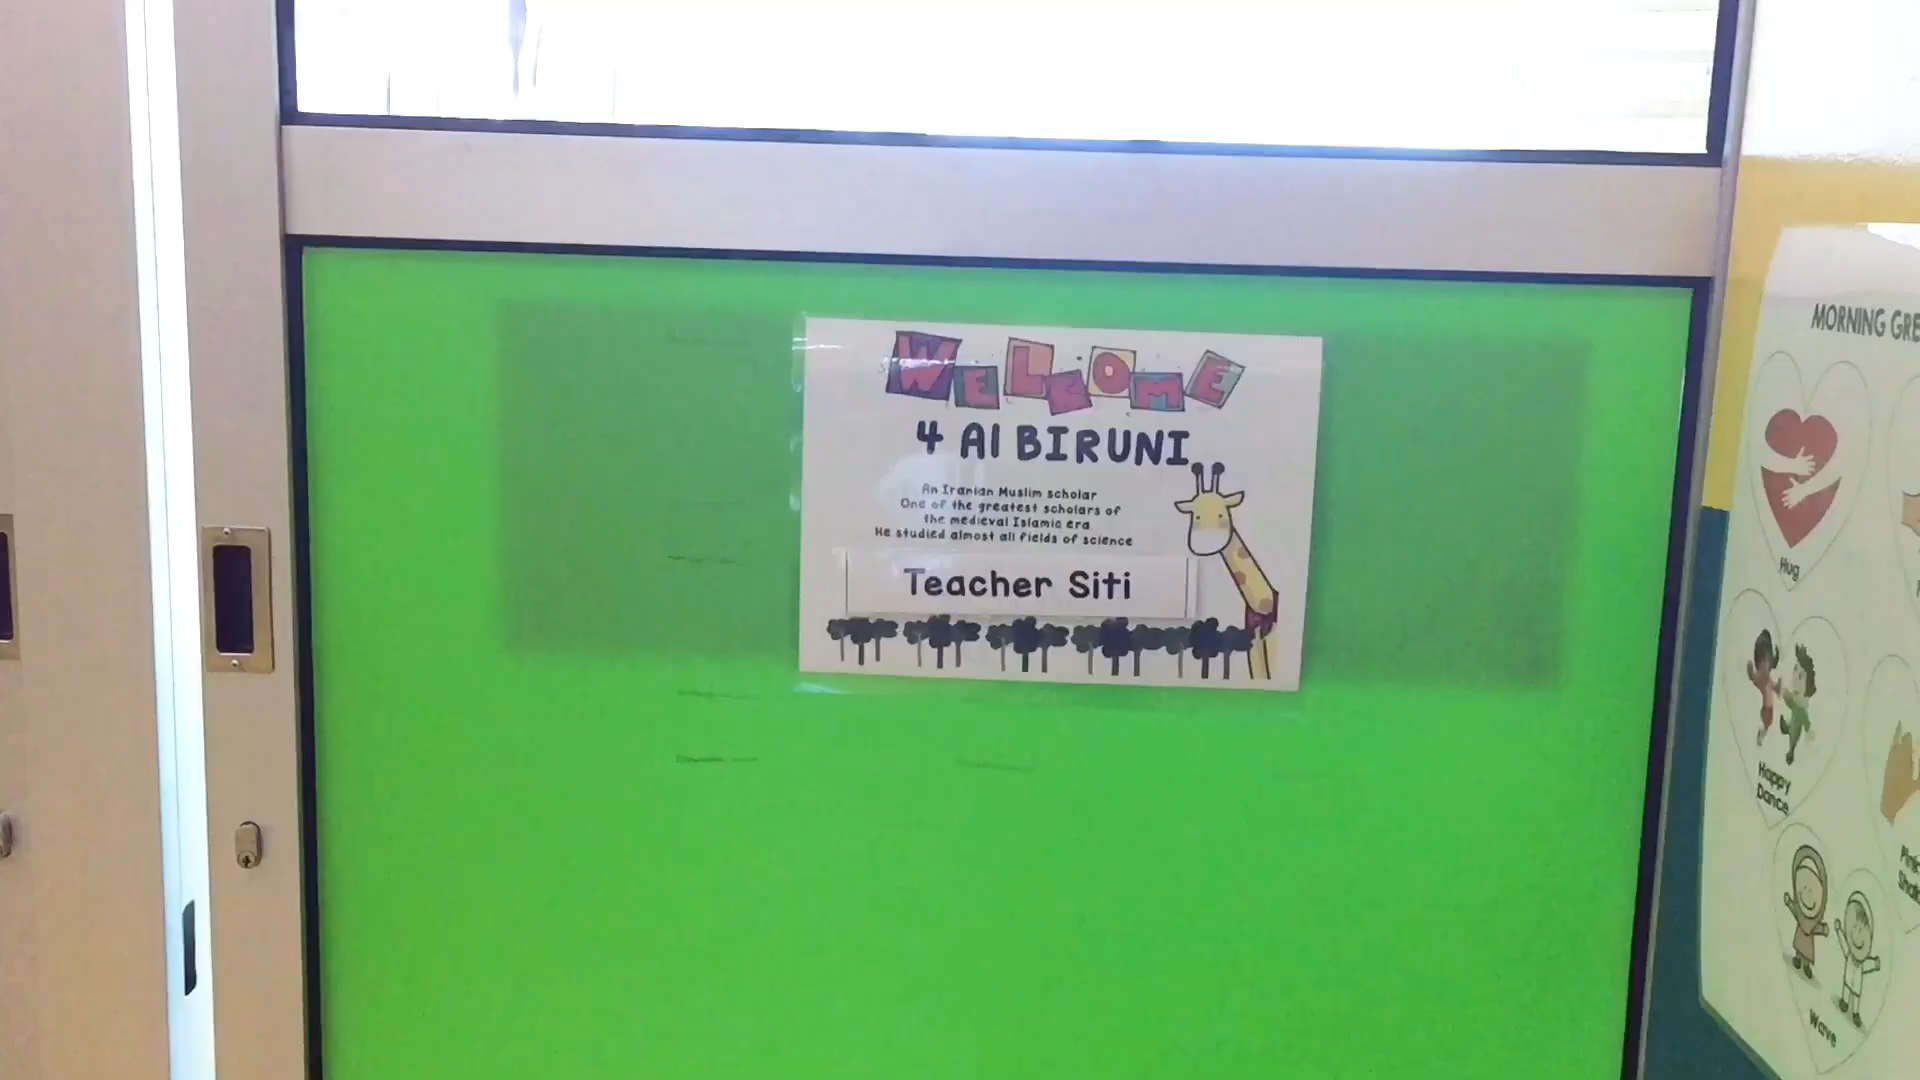 WELCOME
4 Al BIRUNI
An Iranian Muslim scholar
One of the greatest scholars of
the medieval Islamic era
He studied almost all fields of science
Teacher Siti
MORNING GRE
Hug
Happy
Dance
Wave